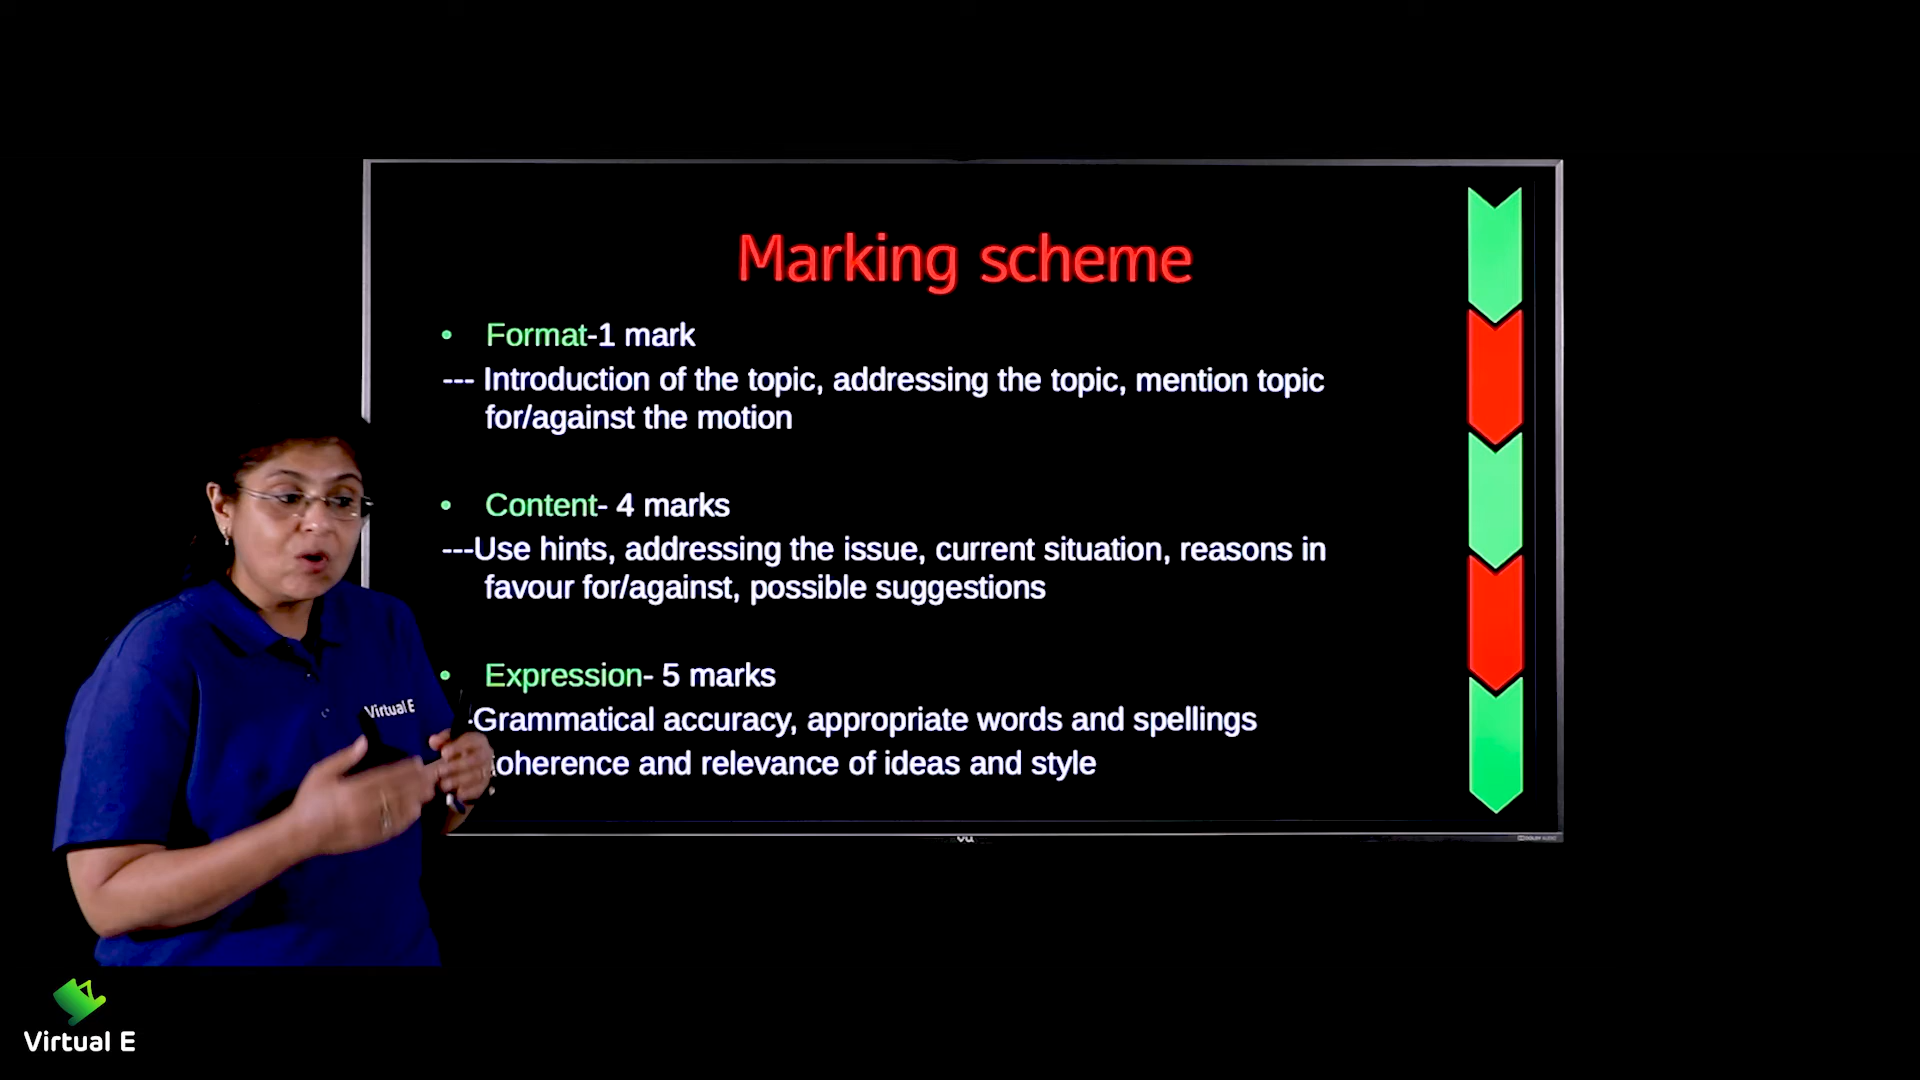 Marking scheme
• Format-1 mark
--- Introduction of the topic, addressing the topic, mention topic
for/against the motion
• Content- 4 marks
---Use hints, addressing the issue, current situation, reasons in
favour for/against, possible suggestions
• Expression- 5 marks
-Grammatical accuracy, appropriate words and spellings
and relevance of ideas and style
Virtual E
Virtual E